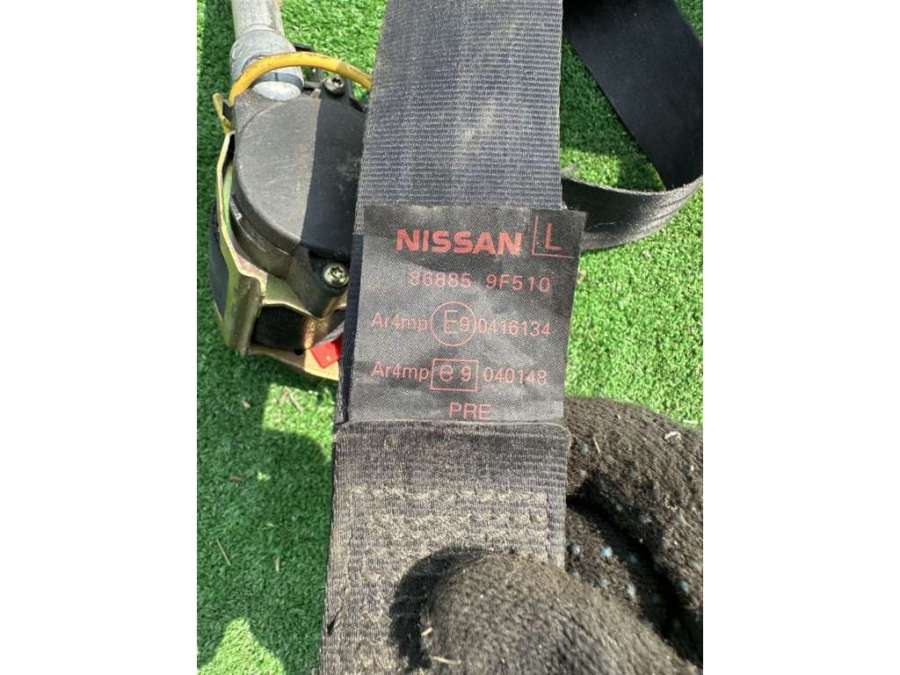 NISSAN L
86885 9F510
Ar4mp E9 0416134
Ar4mp e9 040148
PRE